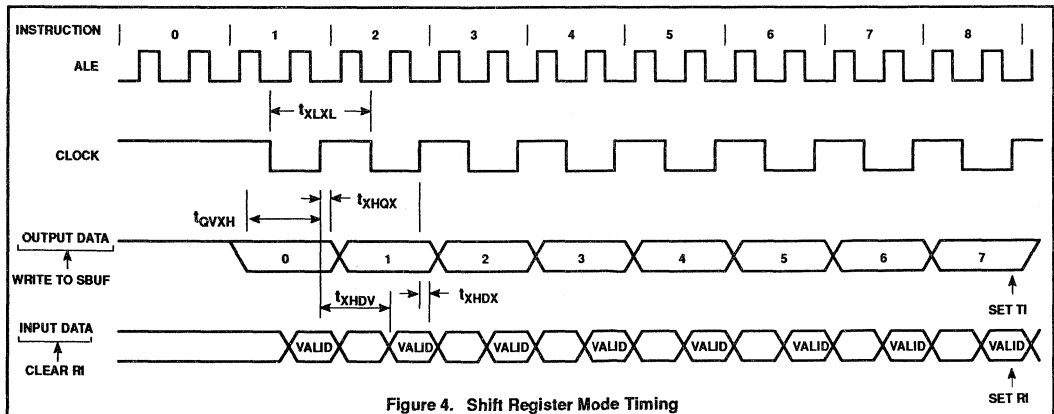 INSTRUCTION | 0 | 1 | 2 | 3 | 4 | 5 | 6 | 7 | 8 |
ALE
tXLXL
CLOCK
tQVXH
tXHQX
OUTPUT DATA
0 1 2 3 4 5 6 7
WRITE TO SBUF
tXHDV
tXHDX
SET TI
INPUT DATA
VALID VALID VALID VALID VALID VALID VALID VALID
CLEAR RI
SET RI
Figure 4. Shift Register Mode Timing